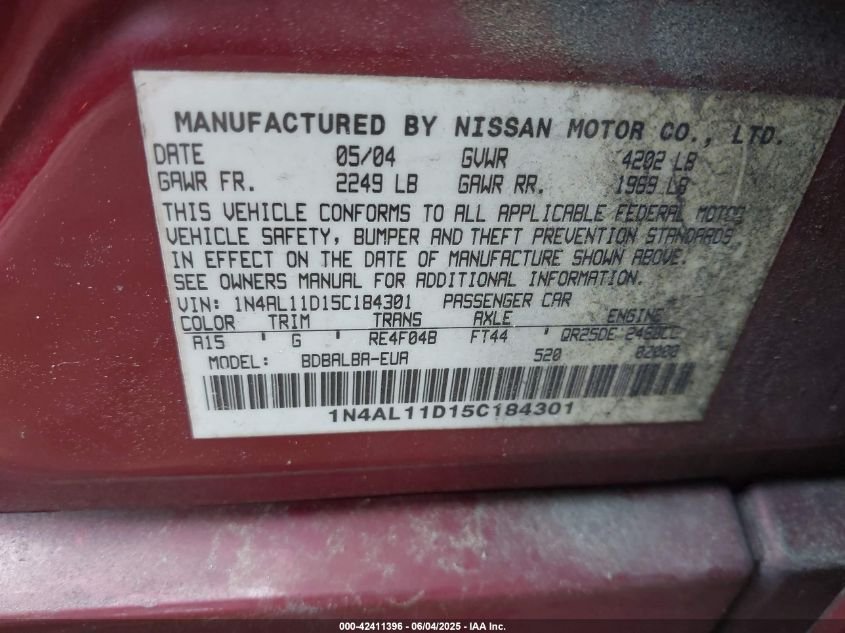 MANUFACTURED BY NISSAN MOTOR CO., LTD.
DATE 05/04 GVWR 4202 LB
GAWR FR. 2249 LB GAWR RR. 1989 LB
THIS VEHICLE CONFORMS TO ALL APPLICABLE FEDERAL MOTOR
VEHICLE SAFETY, BUMPER AND THEFT PREVENTION STANDARDS
IN EFFECT ON THE DATE OF MANUFACTURE SHOWN ABOVE.
SEE OWNERS MANUAL FOR ADDITIONAL INFORMATION.
VIN: 1N4AL11D15C184301 PASSENGER CAR
COLOR TRIM TRANS AXLE ENGINE
A15 ' G ' RE4F04B FT44 ' QR25DE 2488CC
MODEL: BDBALBA-EUA 520 02000
1N4AL11D15C184301
000-42411396 - 06/04/2025 - IAA Inc.